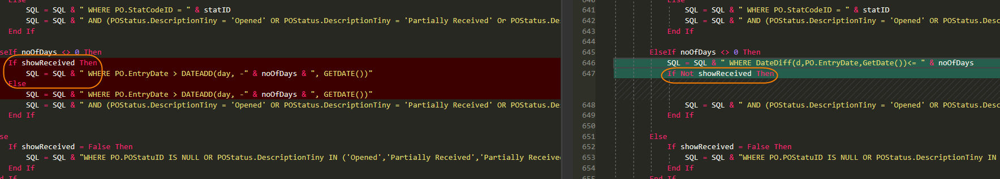 Else
SQL = SQL & " WHERE PO.StatCodeID = " & statID
SQL = SQL & " AND (POStatus.DescriptionTiny = 'Opened' OR POStatus.DescriptionTiny = 'Partially Received' Or POStatus.De
End If
seIf noOfDays <> 0 Then
If showReceived Then
SQL = SQL & " WHERE PO.EntryDate > DATEADD(day, -" & noOfDays & ", GETDATE())"
Else
SQL = SQL & " WHERE PO.EntryDate > DATEADD(day, -" & noOfDays & ", GETDATE())"
SQL = SQL & " AND (POStatus.DescriptionTiny = 'Opened' OR POStatus.DescriptionTiny = 'Partially Received' OR POStatus.De
End If
se
If showReceived = False Then
SQL = SQL & "WHERE PO.POStatuID IS NULL OR POStatus.DescriptionTiny IN ('Opened','Partially Received','Partially Receive
End If
d If
640 Else
641 SQL = SQL & " WHERE PO.StatCodeID = " & statID
642 SQL = SQL & " AND (POStatus.DescriptionTiny = 'Opened' OR POStatus.Desc
643 End If
644
645 ElseIf noOfDays <> 0 Then
646 SQL = SQL & " WHERE DateDiff(d,PO.EntryDate,GetDate())<= " & noOfDays
647 If Not showReceived Then
648 SQL = SQL & " AND (POStatus.DescriptionTiny = 'Opened' OR POStatus.Desc
649 End If
650
651 Else
652 If showReceived = False Then
653 SQL = SQL & "WHERE PO.POStatuID IS NULL OR POStatus.DescriptionTiny IN
654 End If
655 End If